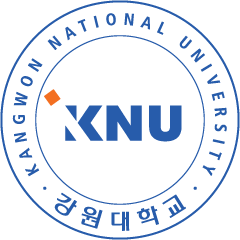 · KANGWON NATIONAL UNIVERSITY ·
KNU
강원대학교